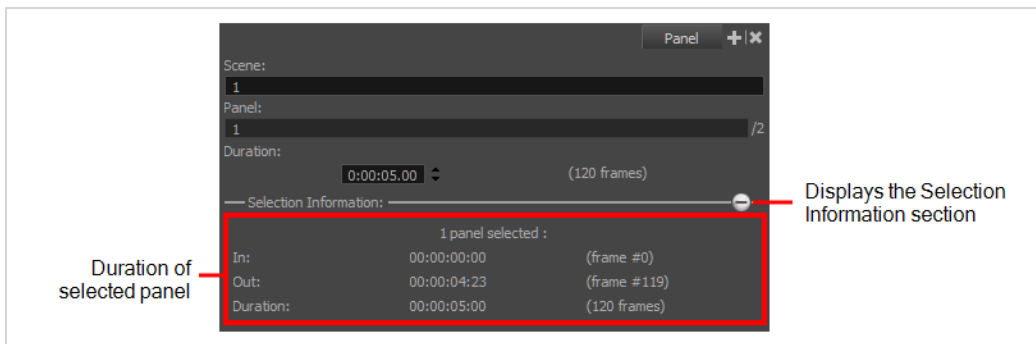 Panel
Scene:
1
Panel:
1 /2
Duration:
0:00:05.00 (120 frames)
Selection Information:
Displays the Selection
Information section
1 panel selected :
In: 00:00:00:00 (frame #0)
Out: 00:00:04:23 (frame #119)
Duration: 00:00:05:00 (120 frames)
Duration of
selected panel